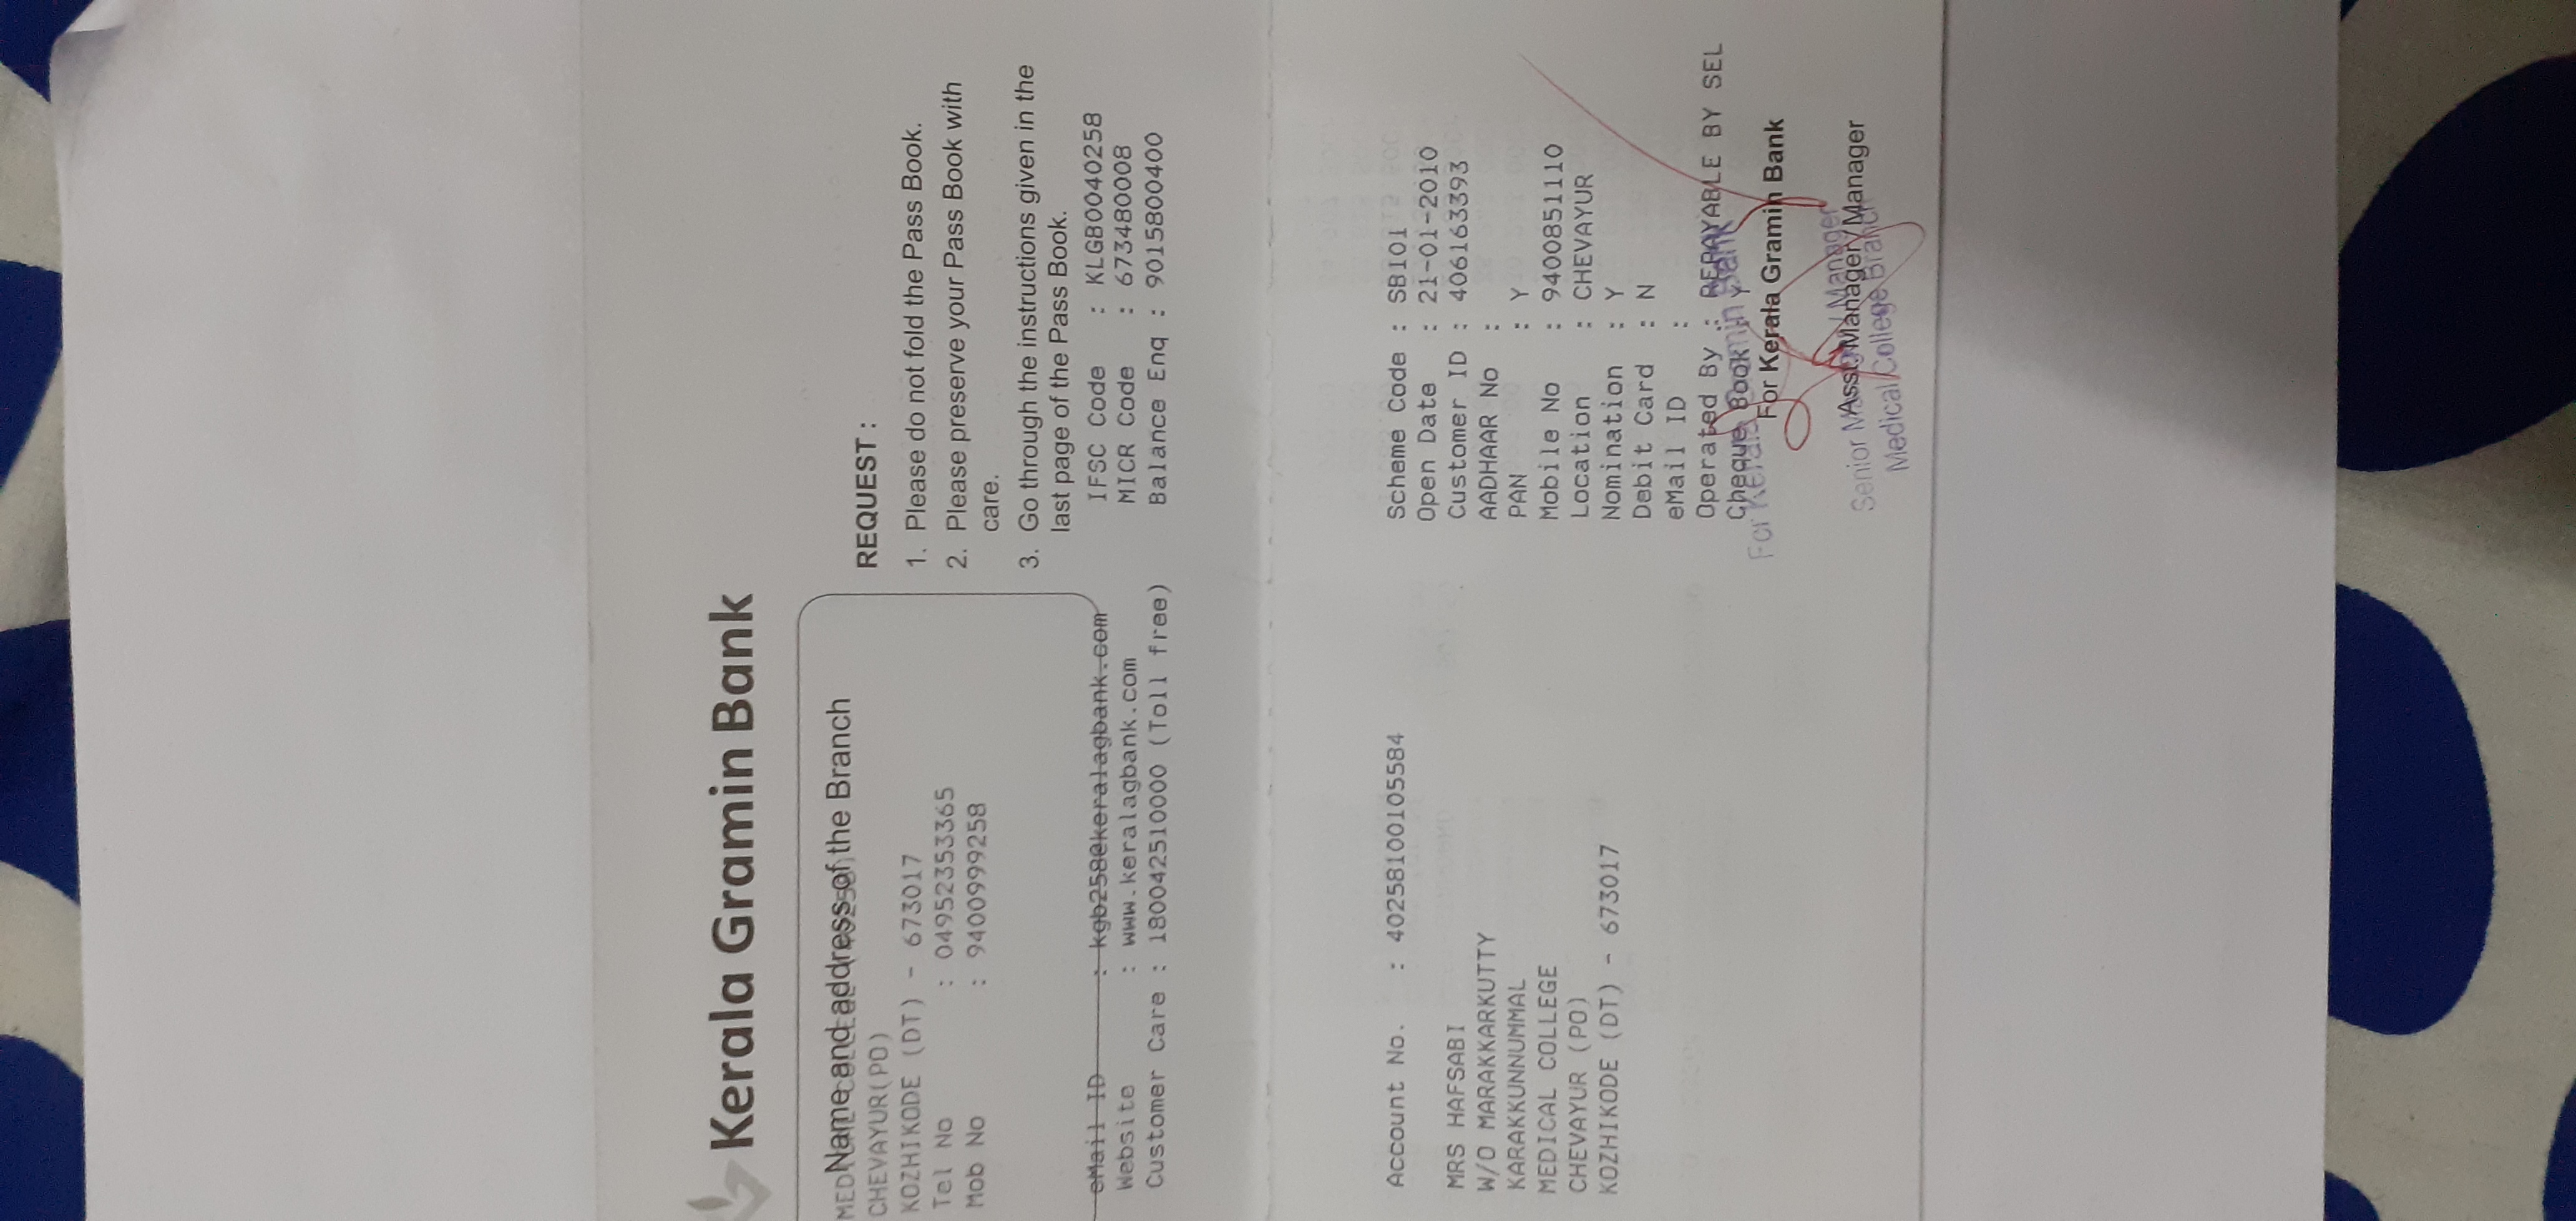 Kerala Gramin Bank
Name and address of the Branch
CHEVAYUR(PO)
KOZHIKODE (DT) - 673017
Tel No : 04952353365
Mob No : 9400999258
eMail ID : kgb258@keralagbank.com
Website : www.keralagbank.com
Customer Care : 180042510000 (Toll free)
REQUEST :
1. Please do not fold the Pass Book.
2. Please preserve your Pass Book with
care.
3. Go through the instructions given in the
last page of the Pass Book.
IFSC Code : KLGB0040258
MICR Code : 673480008
Balance Enq : 9015800400
Account No. : 40258100105584
MRS HAFSABI
W/O MARAKKARKUTTY
KARAKKUNNUMMAL
MEDICAL COLLEGE
CHEVAYUR (PO)
KOZHIKODE (DT) - 673017
Scheme Code : SB101
Open Date : 21-01-2010
Customer ID : 406163393
AADHAAR No :
PAN : Y
Mobile No : 9400851110
Location : CHEVAYUR
Nomination : Y
Debit Card : N
eMail ID :
Operated By : REPAYABLE BY SEL
Cheque Book : Y
For Kerala Gramin Bank
For Kerala Gramin Bank
Asst. Manager/Manager
Senior Manager
Medical College Branch